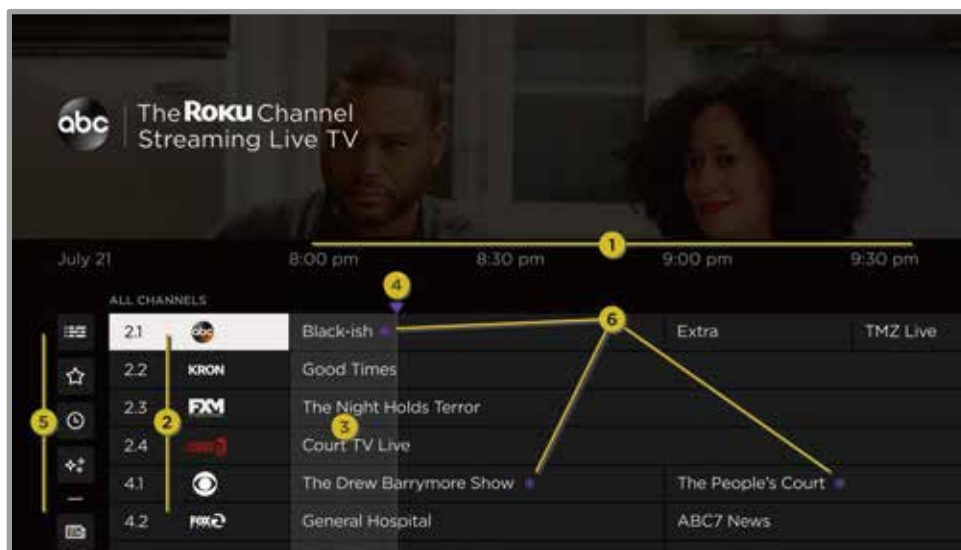 abc
The ROKU Channel
Streaming Live TV
1
July 21 8:00 pm 8:30 pm 9:00 pm 9:30 pm
4
ALL CHANNELS
6
2.1 abc Black-ish * Extra TMZ Live
2.2 KRON Good Times
2.3 FXM The Night Holds Terror
5 2 3
2.4 Court TV Live
4.1 The Drew Barrymore Show * The People's Court *
4.2 FOX 2 General Hospital ABC7 News